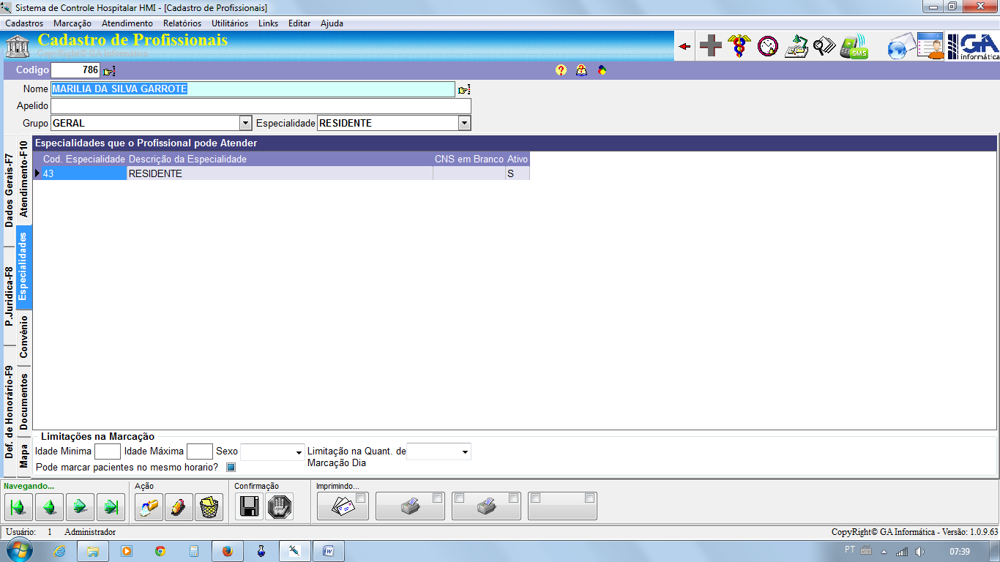 Sistema de Controle Hospitalar HMI - [Cadastro de Profissionais]
Cadastros Marcação Atendimento Relatórios Utilitários Links Editar Ajuda
Cadastro de Profissionais
CopyRight© GA Informática
SMS
GA
informática
Codigo 786
Nome MARILIA DA SILVA GARROTE
Apelido
Grupo GERAL Especialidade RESIDENTE
Dados Gerais-F7
P.Juridica-F8
Def. de Honorário-F9
Atendimento-F10
Especialidades
Convênio
Documentos
Mapa
Especialidades que o Profissional pode Atender
Cod. Especialidade Descrição da Especialidade CNS em Branco Ativo
43 RESIDENTE S
Limitações na Marcação
Idade Minima Idade Máxima Sexo Limitação na Quant. de
Marcação Dia
Pode marcar pacientes no mesmo horario?
Navegando... Ação Confirmação Imprimindo...
Usuário: 1 Administrador CopyRight© GA Informática - Versão: 1.0.9.63
PT 07:39